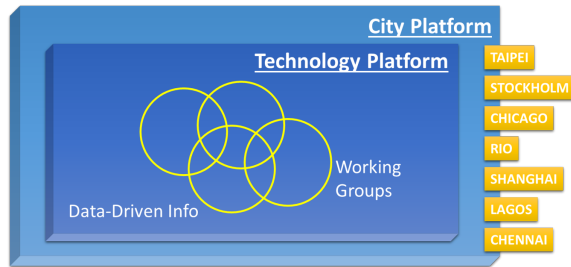 City Platform
Technology Platform
TAIPEI
STOCKHOLM
CHICAGO
RIO
SHANGHAI
LAGOS
CHENNAI
Working
Groups
Data-Driven Info